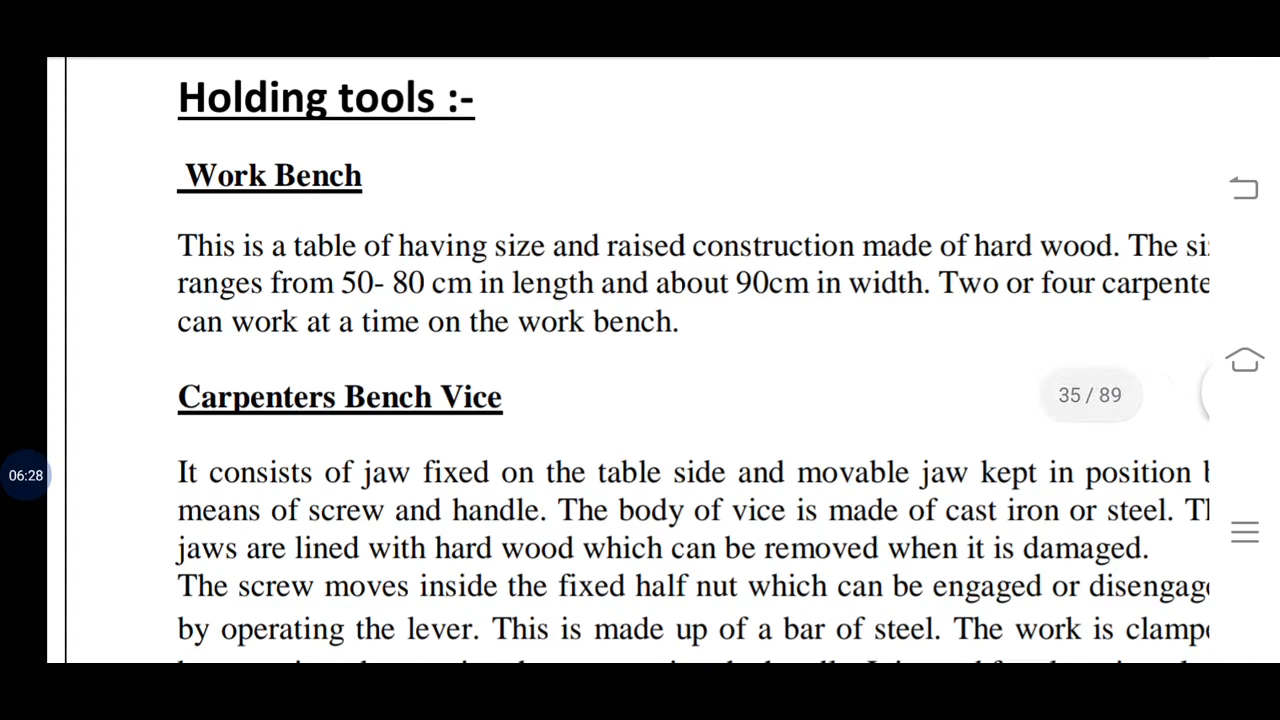 Holding tools :-
Work Bench
This is a table of having size and raised construction made of hard wood. The
ranges from 50- 80 cm in length and about 90cm in width. Two or four
can work at a time on the work bench.
Carpenters Bench Vice
35 / 89
It consists of jaw fixed on the table side and movable jaw kept in position
06:28
means of screw and handle. The body of vice is made of cast iron or steel.
jaws are lined with hard wood which can be removed when it is damaged.
The screw moves inside the fixed half nut which can be engaged or
by operating the lever. This is made up of a bar of steel. The work is